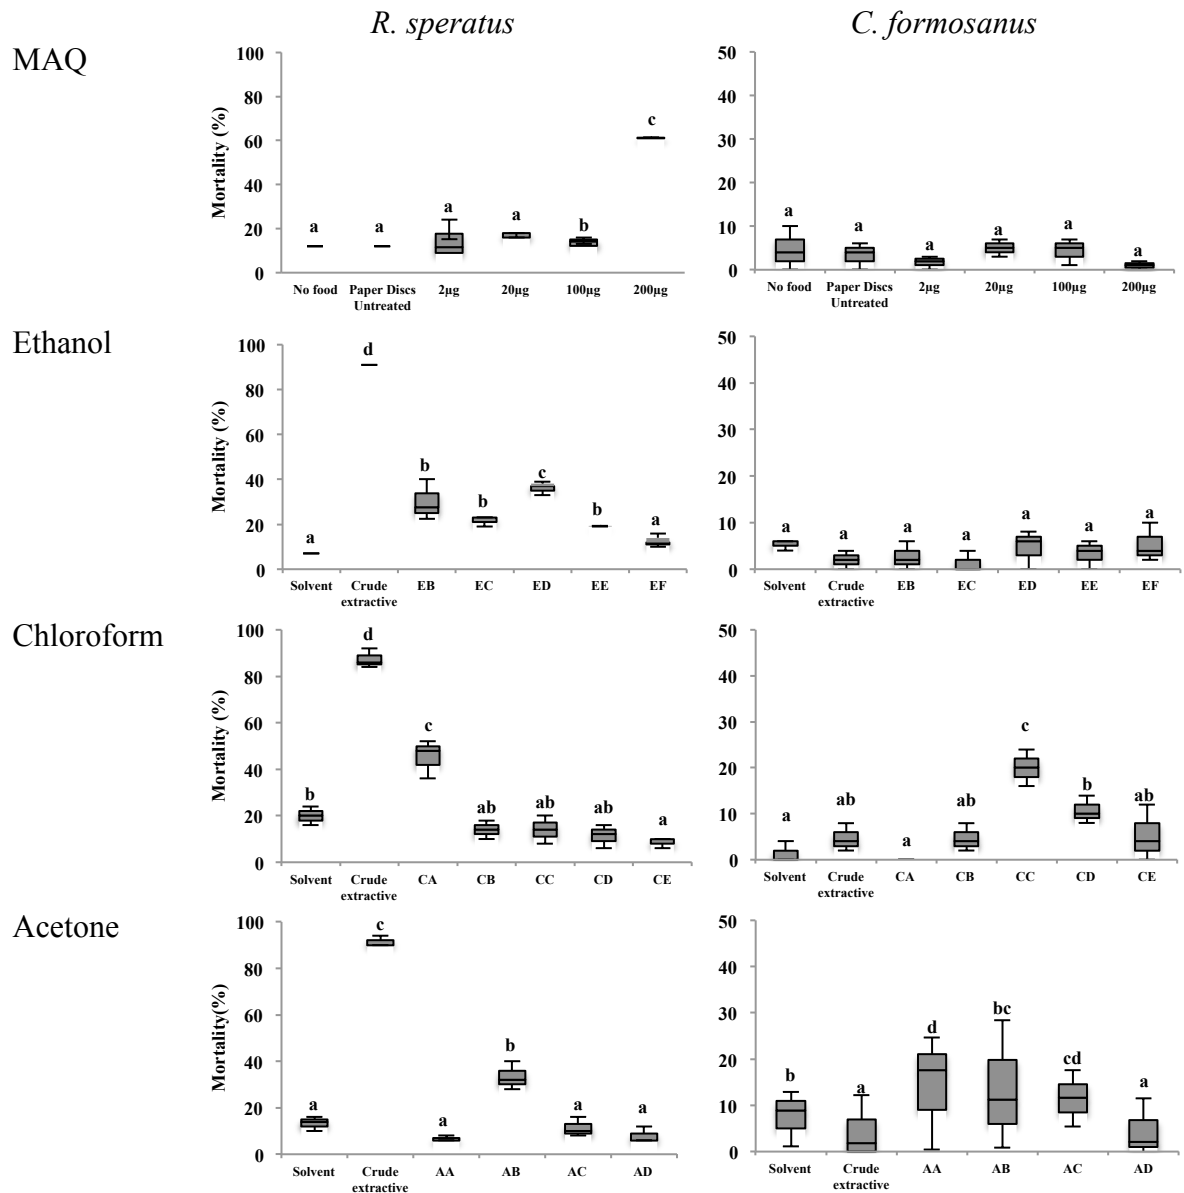 R. speratus
C. formosanus
MAQ
Mortality (%)
100
80
60
40
20
0
a
a
a
a
b
c
No food
Paper Discs
Untreated
2µg
20µg
100µg
200µg
50
40
30
20
10
0
a
a
a
a
a
a
No food
Paper Discs
Untreated
2µg
20µg
100µg
200µg
Ethanol
Mortality (%)
100
80
60
40
20
0
a
d
b
b
c
b
a
Solvent
Crude
extractive
EB
EC
ED
EE
EF
50
40
30
20
10
0
a
a
a
a
a
a
a
Solvent
Crude
extractive
EB
EC
ED
EE
EF
Chloroform
Mortality (%)
100
80
60
40
20
0
b
d
c
ab
ab
ab
a
Solvent
Crude
extractive
CA
CB
CC
CD
CE
50
40
30
20
10
0
a
ab
a
ab
c
b
ab
Solvent
Crude
extractive
CA
CB
CC
CD
CE
Acetone
Mortality(%)
100
80
60
40
20
0
a
c
a
b
a
a
Solvent
Crude
extractive
AA
AB
AC
AD
50
40
30
20
10
0
b
a
d
bc
cd
a
Solvent
Crude
extractive
AA
AB
AC
AD